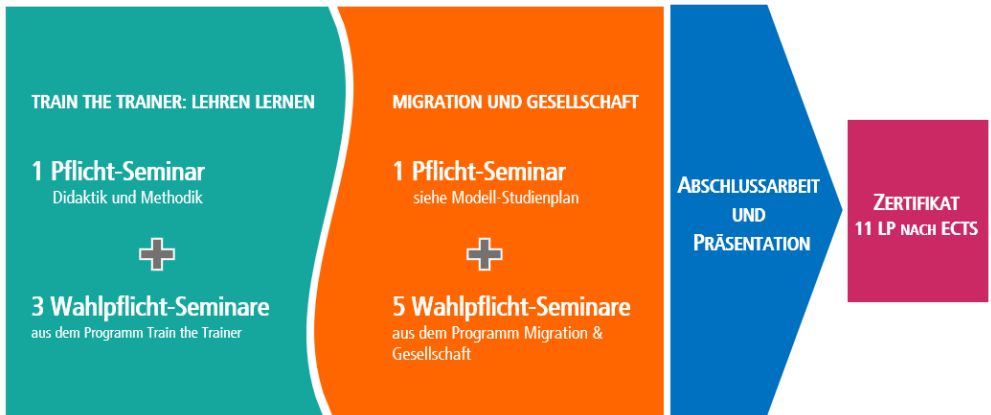 TRAIN THE TRAINER: LEHREN LERNEN
1 Pflicht-Seminar
Didaktik und Methodik
3 Wahlpflicht-Seminare
aus dem Programm Train the Trainer
MIGRATION UND GESELLSCHAFT
1 Pflicht-Seminar
siehe Modell-Studienplan
5 Wahlpflicht-Seminare
aus dem Programm Migration &
Gesellschaft
ABSCHLUSSARBEIT
UND
PRÄSENTATION
ZERTIFIKAT
11 LP NACH ECTS